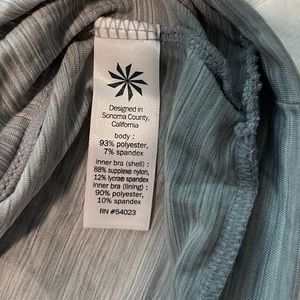 Designed in
Sonoma County,
California
body :
93% polyester,
7% spandex
inner bra (shell) :
88% supplex nylon,
12% lycra spandex
inner bra (lining) :
90% polyester,
10% spandex
RN #54023